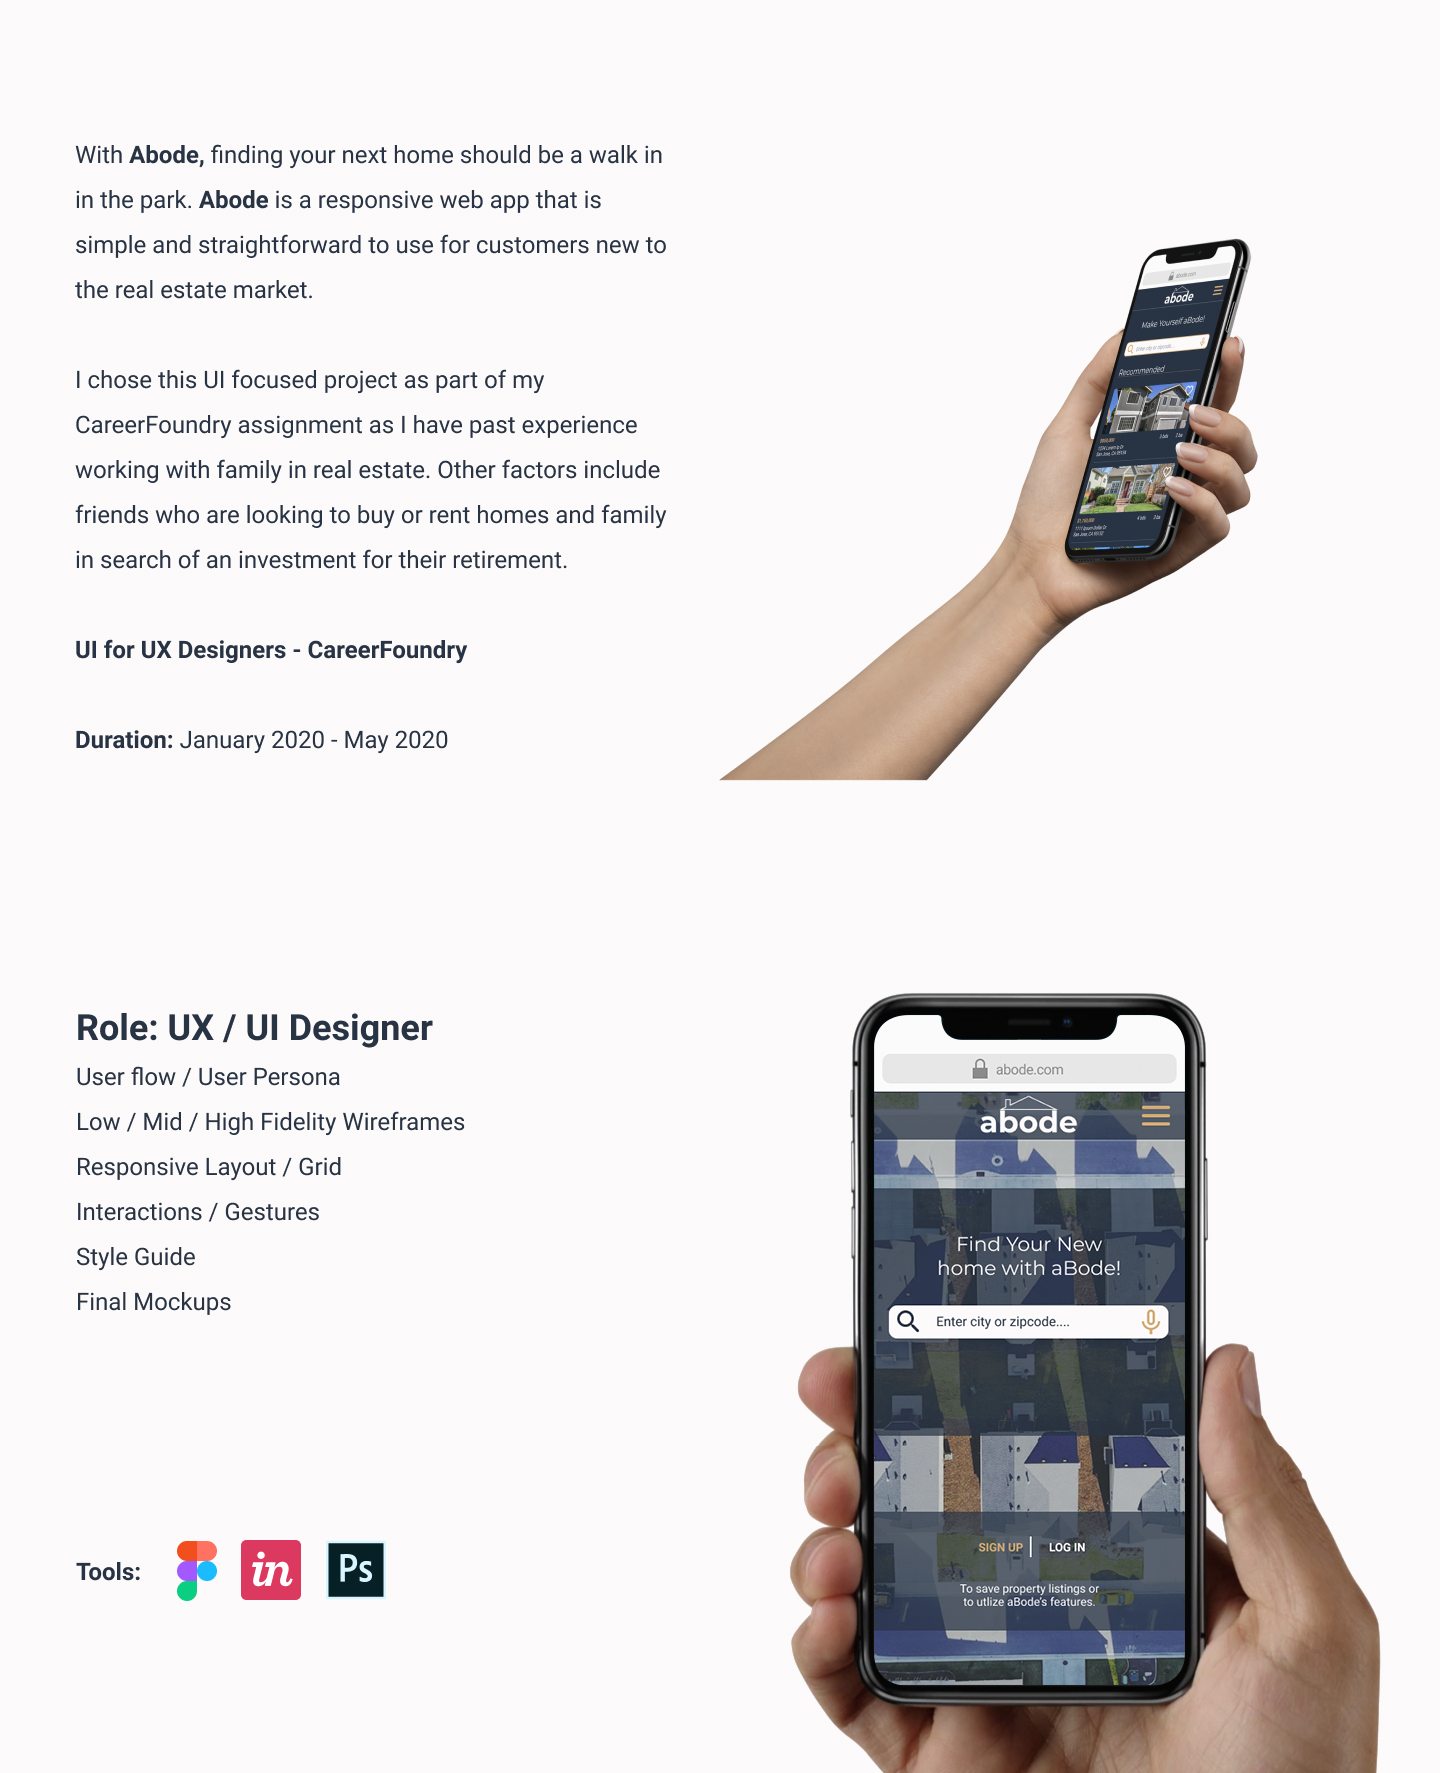 With Abode, finding your next home should be a walk in
in the park. Abode is a responsive web app that is
simple and straightforward to use for customers new to
the real estate market.
I chose this UI focused project as part of my
CareerFoundry assignment as I have past experience
working with family in real estate. Other factors include
friends who are looking to buy or rent homes and family
in search of an investment for their retirement.
UI for UX Designers - CareerFoundry
Duration: January 2020 - May 2020
abode.com
abode
Make Yourself aBode!
Enter city or zipcode...
Recommended
Role: UX / UI Designer
User flow / User Persona
Low / Mid / High Fidelity Wireframes
Responsive Layout / Grid
Interactions / Gestures
Style Guide
Final Mockups
Tools:
in
Ps
abode.com
abode
Find Your New
home with aBode!
Enter city or zipcode....
SIGN UP | LOG IN
To save property listings or
to utlize aBode's features.